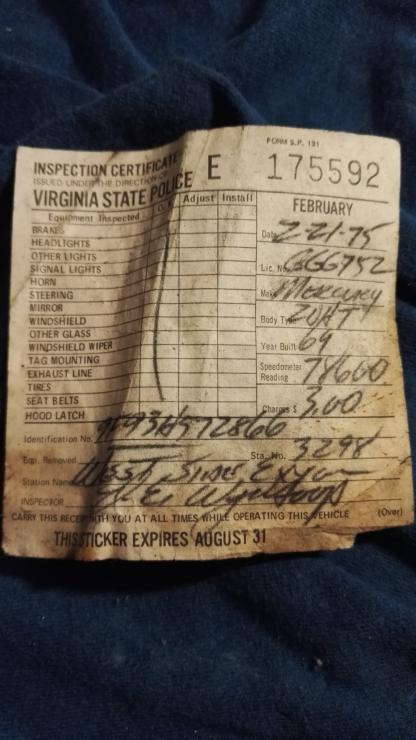 FORM S.P. 131
INSPECTION CERTIFICATE E 175592
ISSUED UNDER THE DIRECTION OF
VIRGINIA STATE POLICE
Equipment Inspected Adjust Install FEBRUARY
BRAKES
HEADLIGHTS
OTHER LIGHTS
SIGNAL LIGHTS
HORN
STEERING
MIRROR
WINDSHIELD
OTHER GLASS
WINDSHIELD WIPER
TAG MOUNTING
EXHAUST LINE
TIRES
SEAT BELTS
HOOD LATCH
Date 2-21-75
Lic. No.
Make Mercury
Body Type 2DHT
Year Built 69
Speedometer
Reading 78600
Charges $ 3.00
Identification No. 9F93H572866
Equ. Removed Sta. No. 3298
Station Name West Side Exxon
INSPECTOR
CARRY THIS RECEIPT WITH YOU AT ALL TIMES WHILE OPERATING THIS VEHICLE (Over)
THIS STICKER EXPIRES AUGUST 31